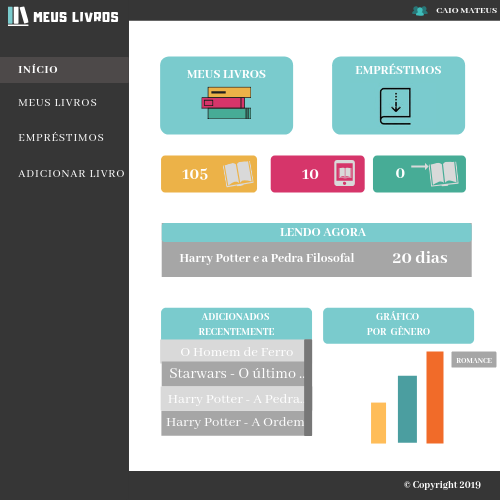 MEUS LIVROS
CAIO MATEUS
INÍCIO
MEUS LIVROS
EMPRÉSTIMOS
ADICIONAR LIVRO
MEUS LIVROS
EMPRÉSTIMOS
105
10
0
LENDO AGORA
Harry Potter e a Pedra Filosofal
20 dias
ADICIONADOS
RECENTEMENTE
O Homem de Ferro
Starwars - O último ..
Harry Potter - A Pedra..
Harry Potter - A Ordem
GRÁFICO
POR GÊNERO
ROMANCE
© Copyright 2019